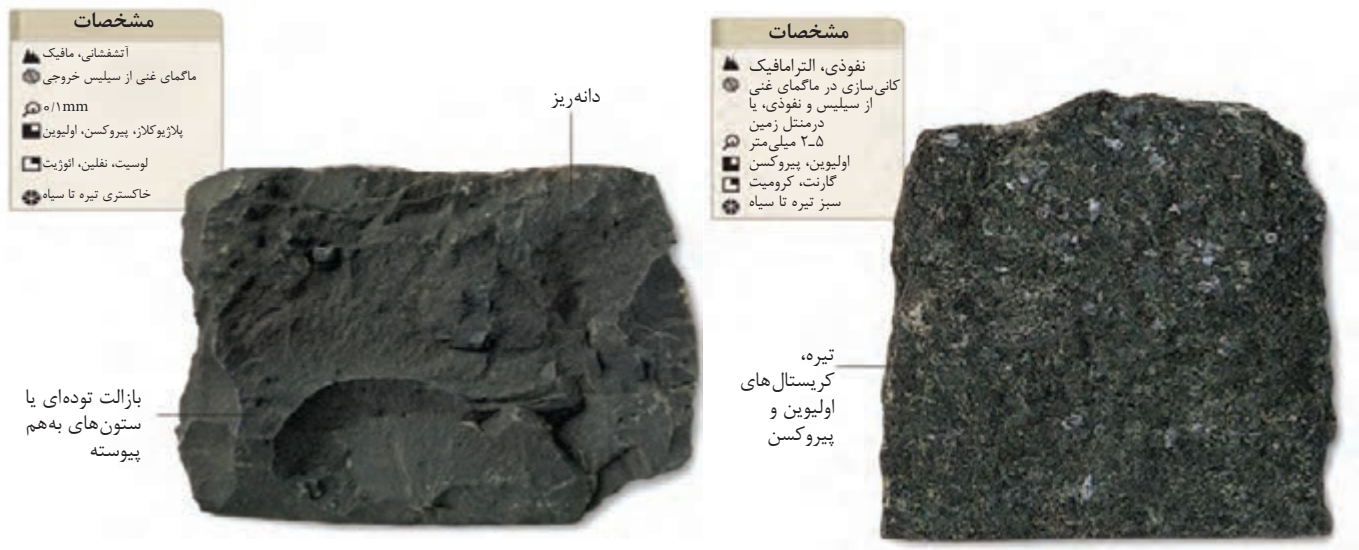 مشخصات
نفوذی، الترامافیک
کانی‌سازی در ماگمای غنی
از سیلیس و نفوذی، یا
درمنتل زمین
۲ـ۵ میلی‌متر
اولیوین، پیروکسن
گارنت، کرومیت
سبز تیره تا سیاه
تیره،
کریستال‌های
اولیوین و
پیروکسن
مشخصات
آتشفشانی، مافیک
ماگمای غنی از سیلیس خروجی
۰/۱mm
پلاژیوکلاز، پیروکسن، اولیوین
لوسیت، نفلین، ائوژیت
خاکستری تیره تا سیاه
دانه‌ریز
بازالت توده‌ای یا
ستون‌های به‌هم
پیوسته